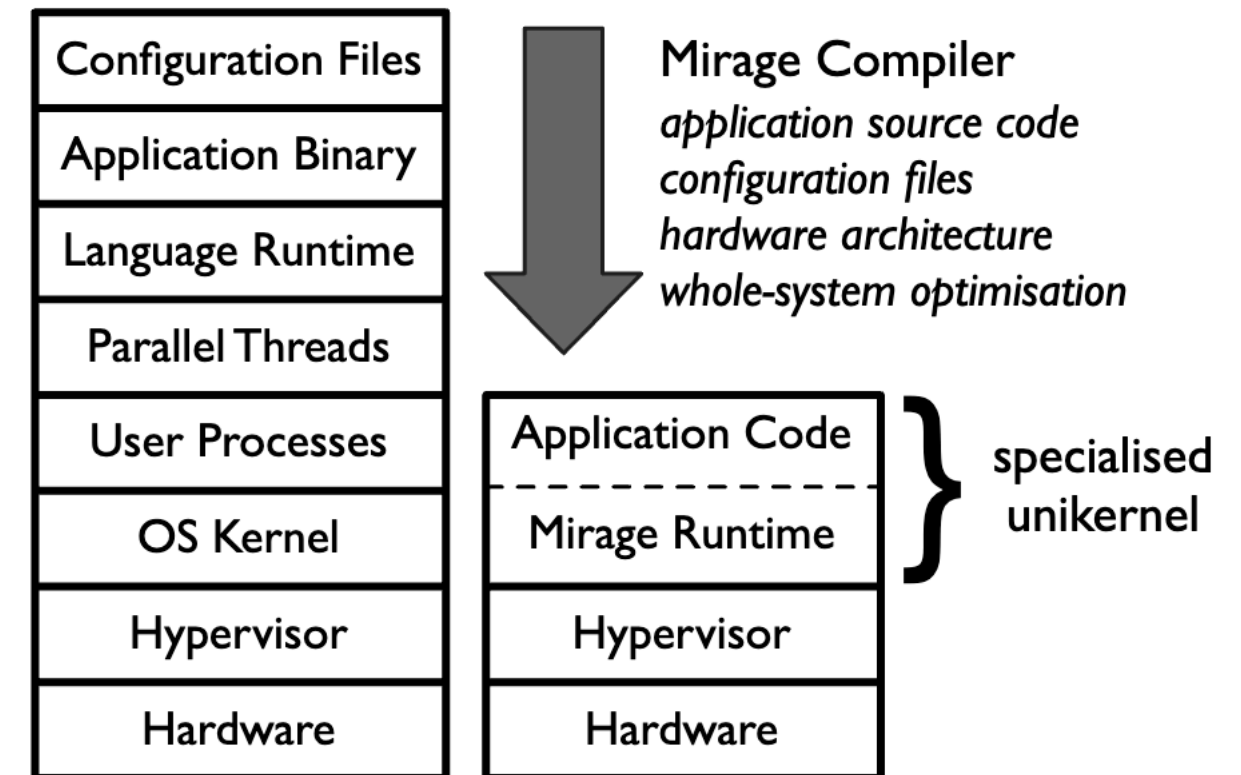 Configuration Files
Application Binary
Language Runtime
Parallel Threads
User Processes
OS Kernel
Hypervisor
Hardware
Mirage Compiler
application source code
configuration files
hardware architecture
whole-system optimisation
Application Code
Mirage Runtime
Hypervisor
Hardware
specialised
unikernel